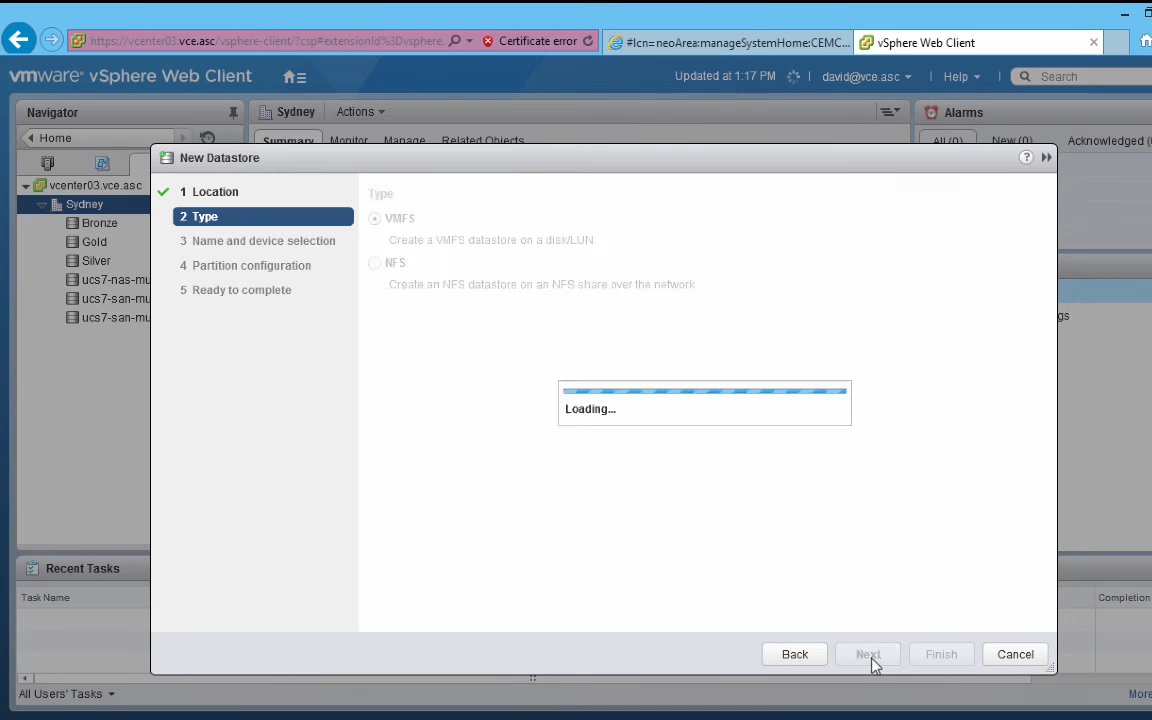 https://vcenter03.vce.asc/vsphere-client/?csp#extensionId%3Dvsphere.
Certificate error
#lcn=neoArea:manageSystemHome:CEMC...
vSphere Web Client
vmware® vSphere Web Client
Updated at 1:17 PM
david@vce.asc
Help
Search
Navigator
Sydney
Actions
Alarms
Home
Summary
Monitor
Manage
Related Objects
All (0)
New (0)
Acknowledged (0
New Datastore
vcenter03.vce.asc
Sydney
Bronze
Gold
Silver
ucs7-nas-mu
ucs7-san-mu
ucs7-san-mu
1 Location
2 Type
3 Name and device selection
4 Partition configuration
5 Ready to complete
Type
VMFS
Create a VMFS datastore on a disk/LUN.
NFS
Create an NFS datastore on an NFS share over the network
Loading...
gs
Back
Next
Finish
Cancel
Recent Tasks
Task Name
Completion
All Users' Tasks
More